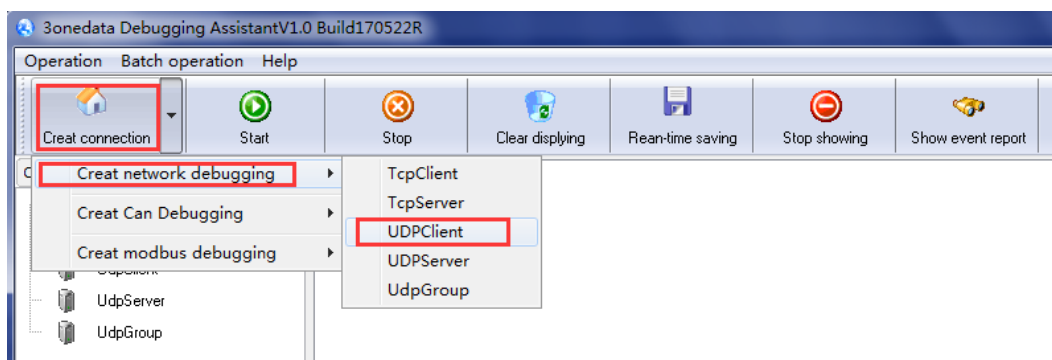 3onedata Debugging AssistantV1.0 Build170522R
Operation Batch operation Help
Creat connection Start Stop Clear displying Rean-time saving Stop showing Show event report
Creat network debugging
Creat Can Debugging
Creat modbus debugging
TcpClient
TcpServer
UDPClient
UDPServer
UdpGroup
UdpServer
UdpGroup